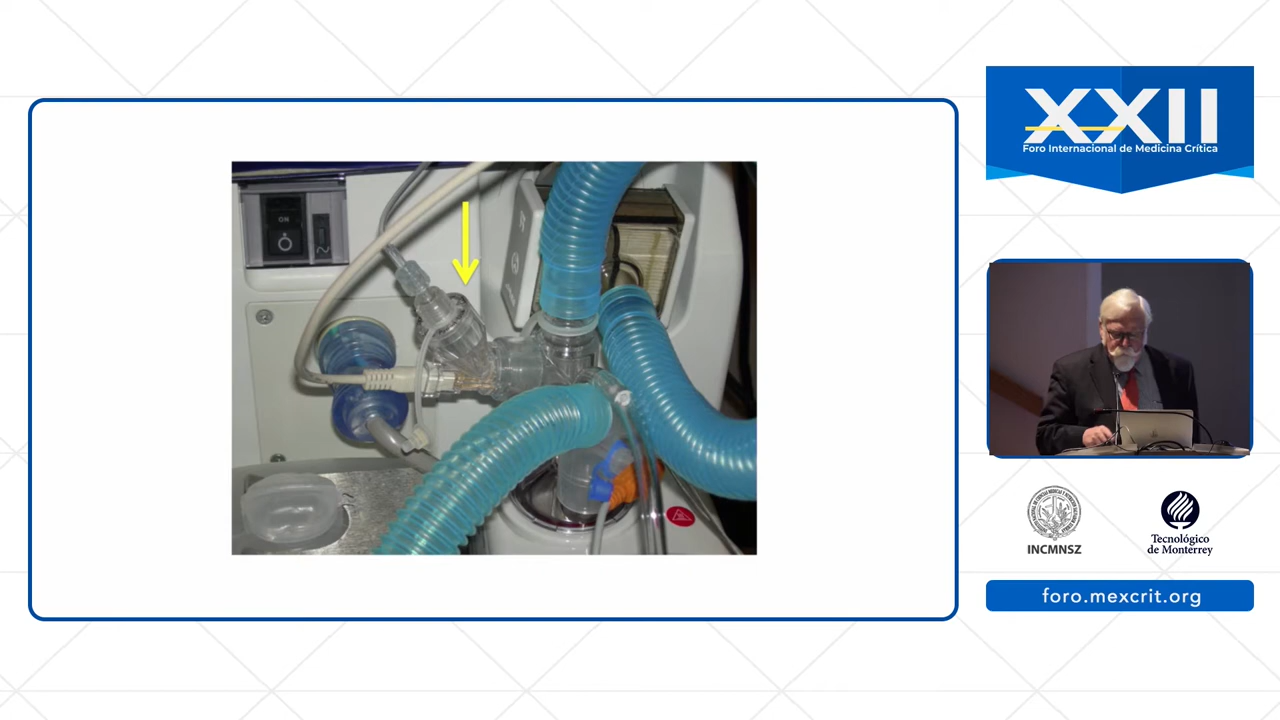 XXII
Foro Internacional de Medicina Crítica
ON
INCMNSZ
Tecnológico
de Monterrey
foro.mexcrit.org